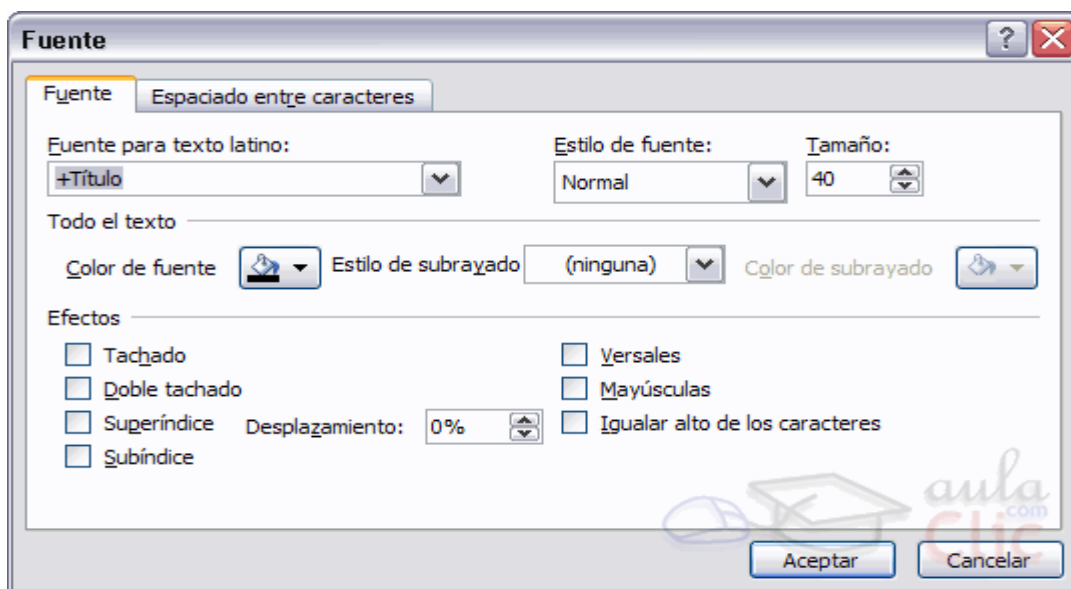 Fuente
Fuente Espaciado entre caracteres
Fuente para texto latino: Estilo de fuente: Tamaño:
+Título Normal 40
Todo el texto
Color de fuente Estilo de subrayado (ninguna) Color de subrayado
Efectos
Tachado Versales
Doble tachado Mayúsculas
Superíndice Desplazamiento: 0% Igualar alto de los caracteres
Subíndice
aula
.com
Clic
Aceptar Cancelar